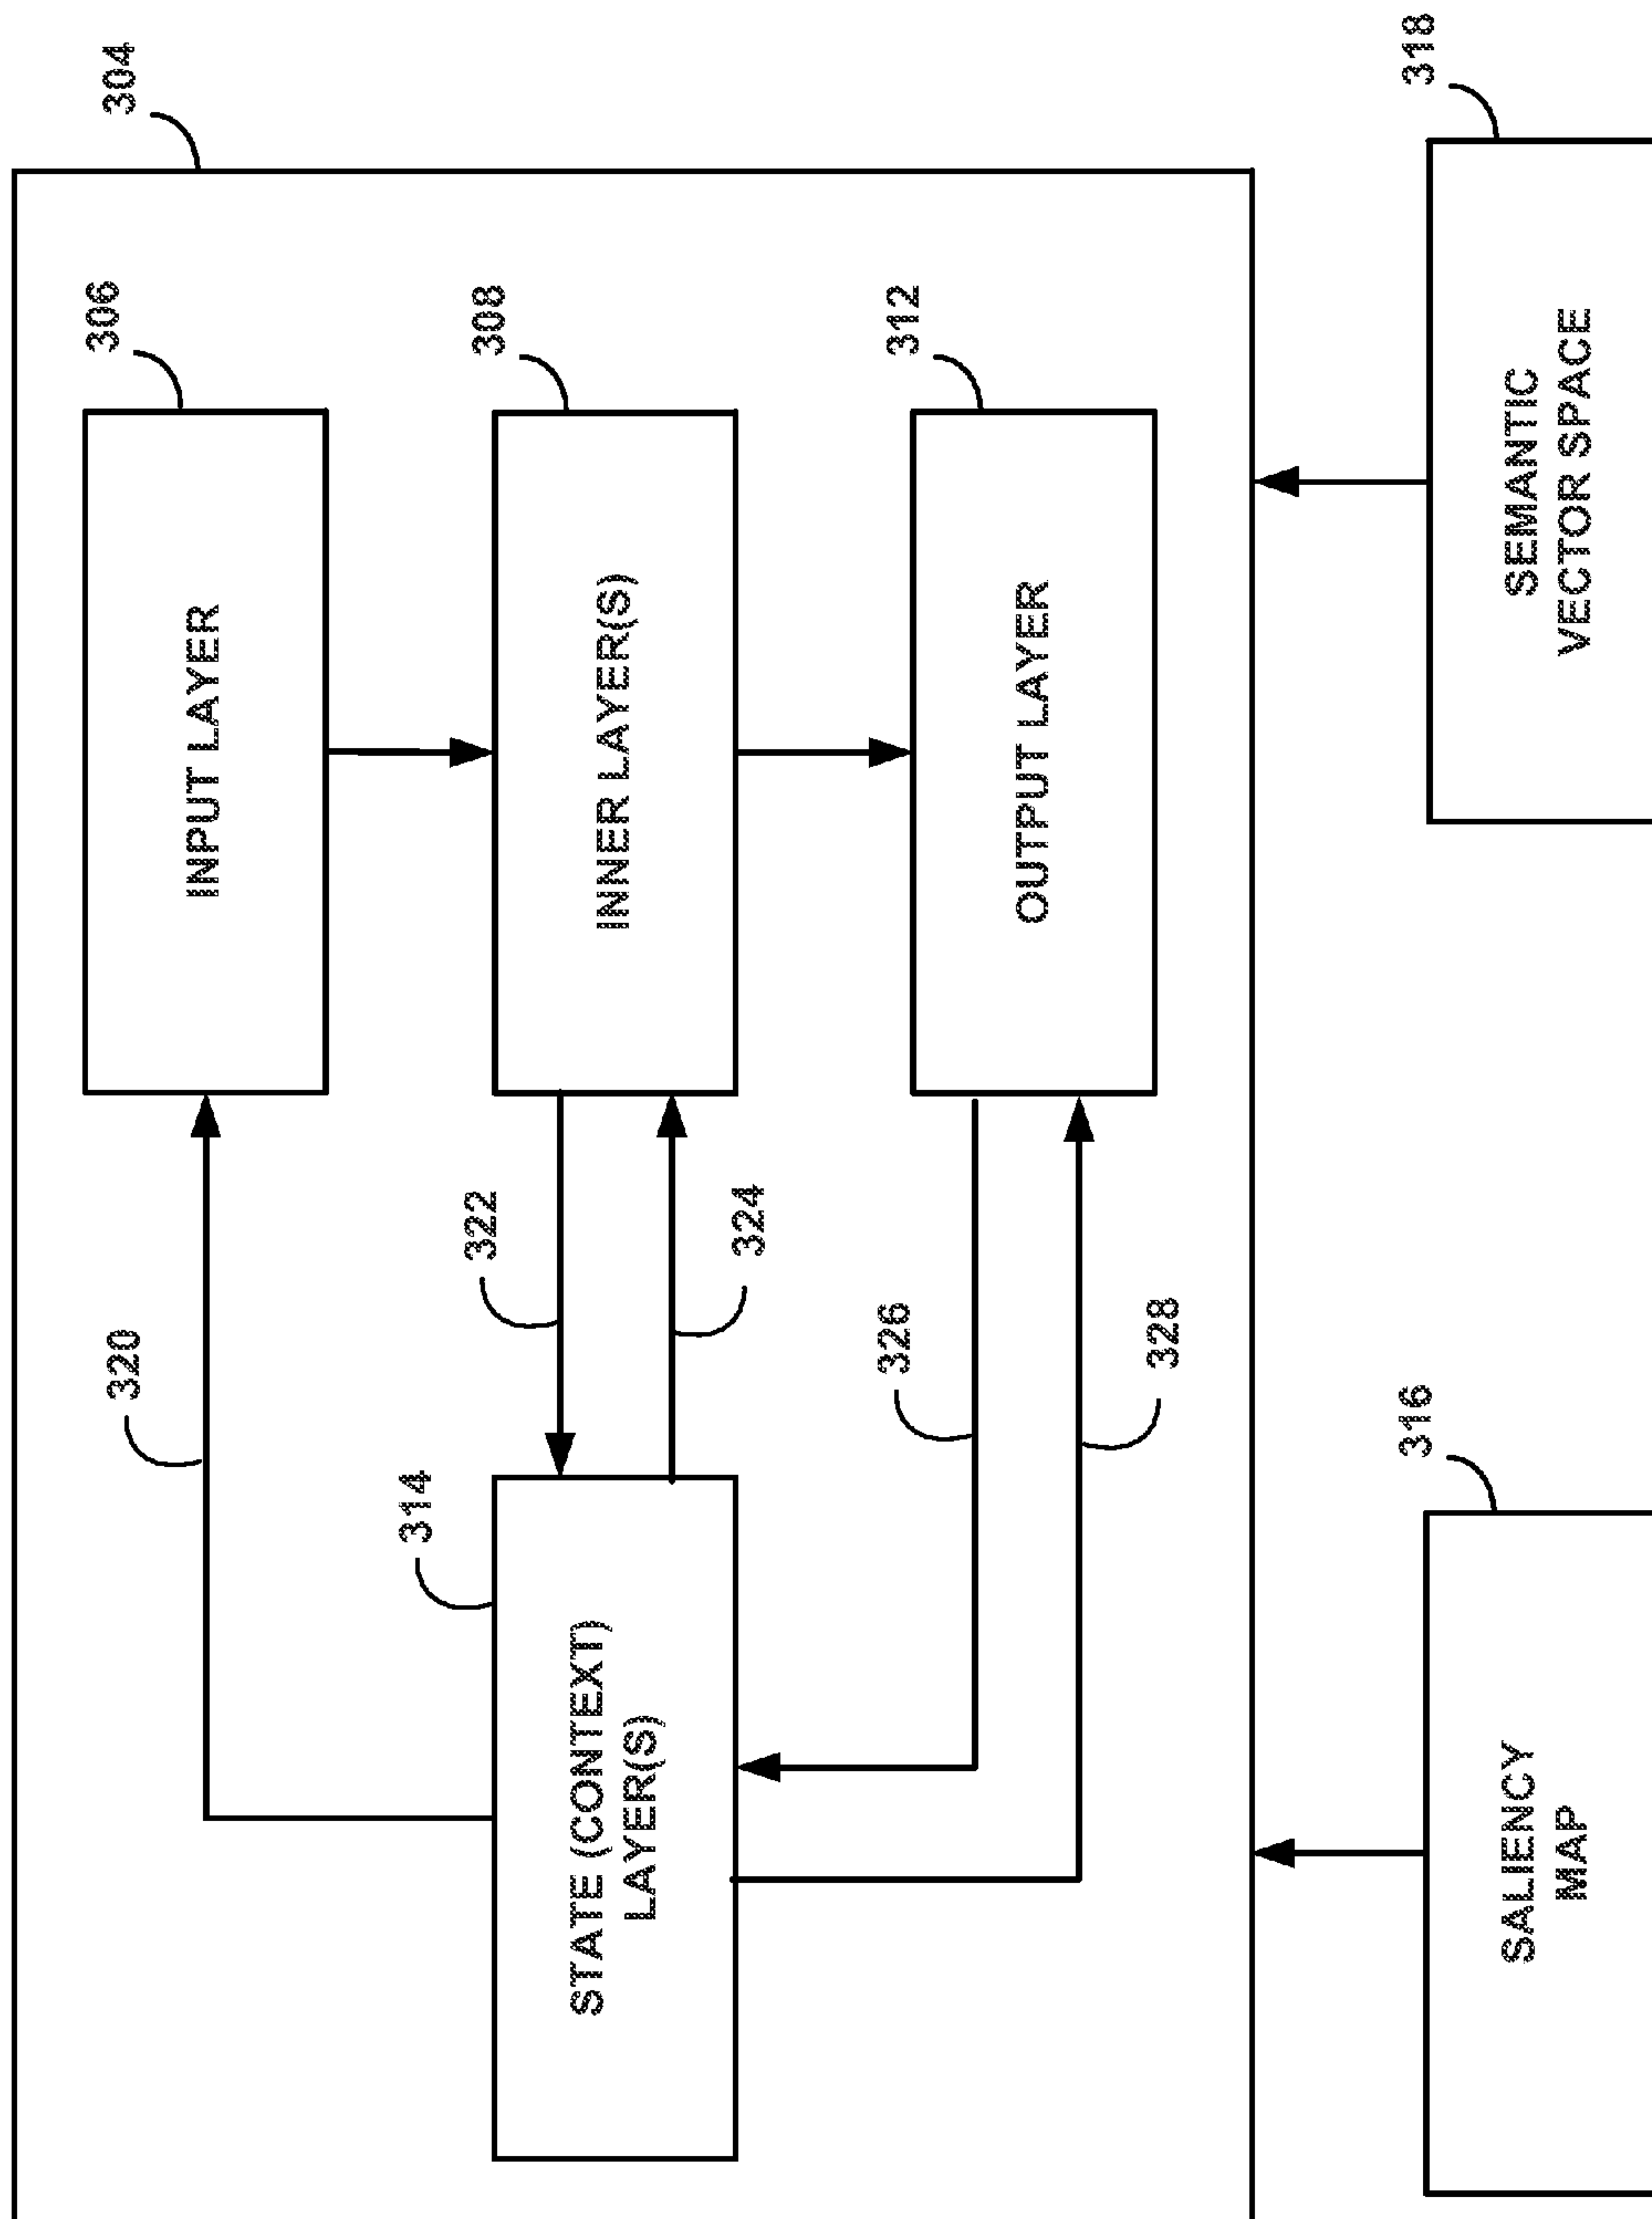 304
320
306
INPUT LAYER
314
322
308
STATE (CONTEXT)
LAYER(S)
INNER LAYER(S)
324
326
312
OUTPUT LAYER
328
316
318
SALIENCY
MAP
SEMANTIC
VECTOR SPACE